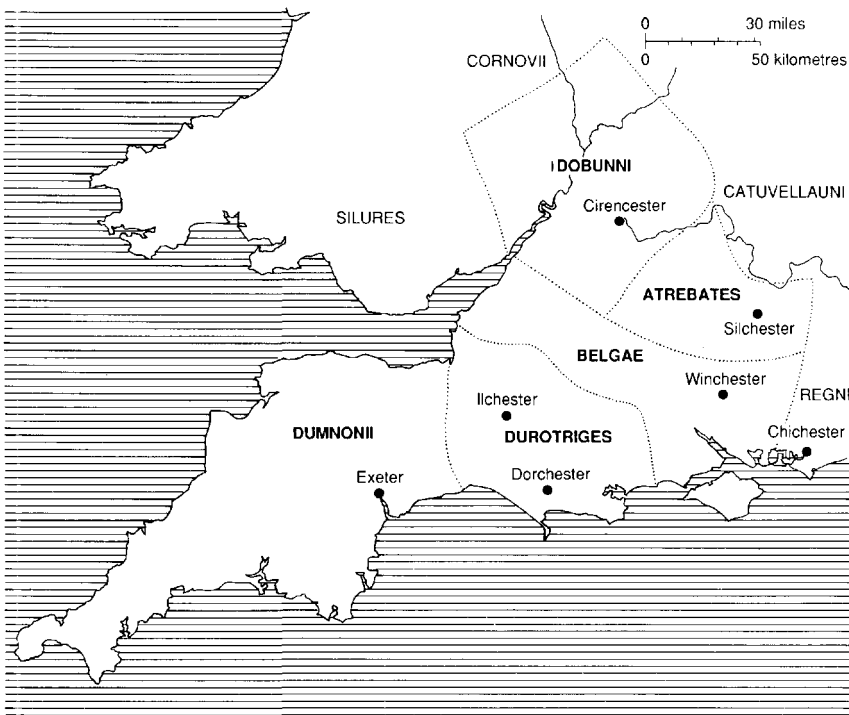 0 30 miles
CORNOVII
0 50 kilometres
DOBUNNI
CATUVELLAUNI
Cirencester
SILURES
ATREBATES
Silchester
BELGAE
Winchester
REGNI
Ilchester
DUMNONII
DUROTRIGES
Chichester
Exeter
Dorchester